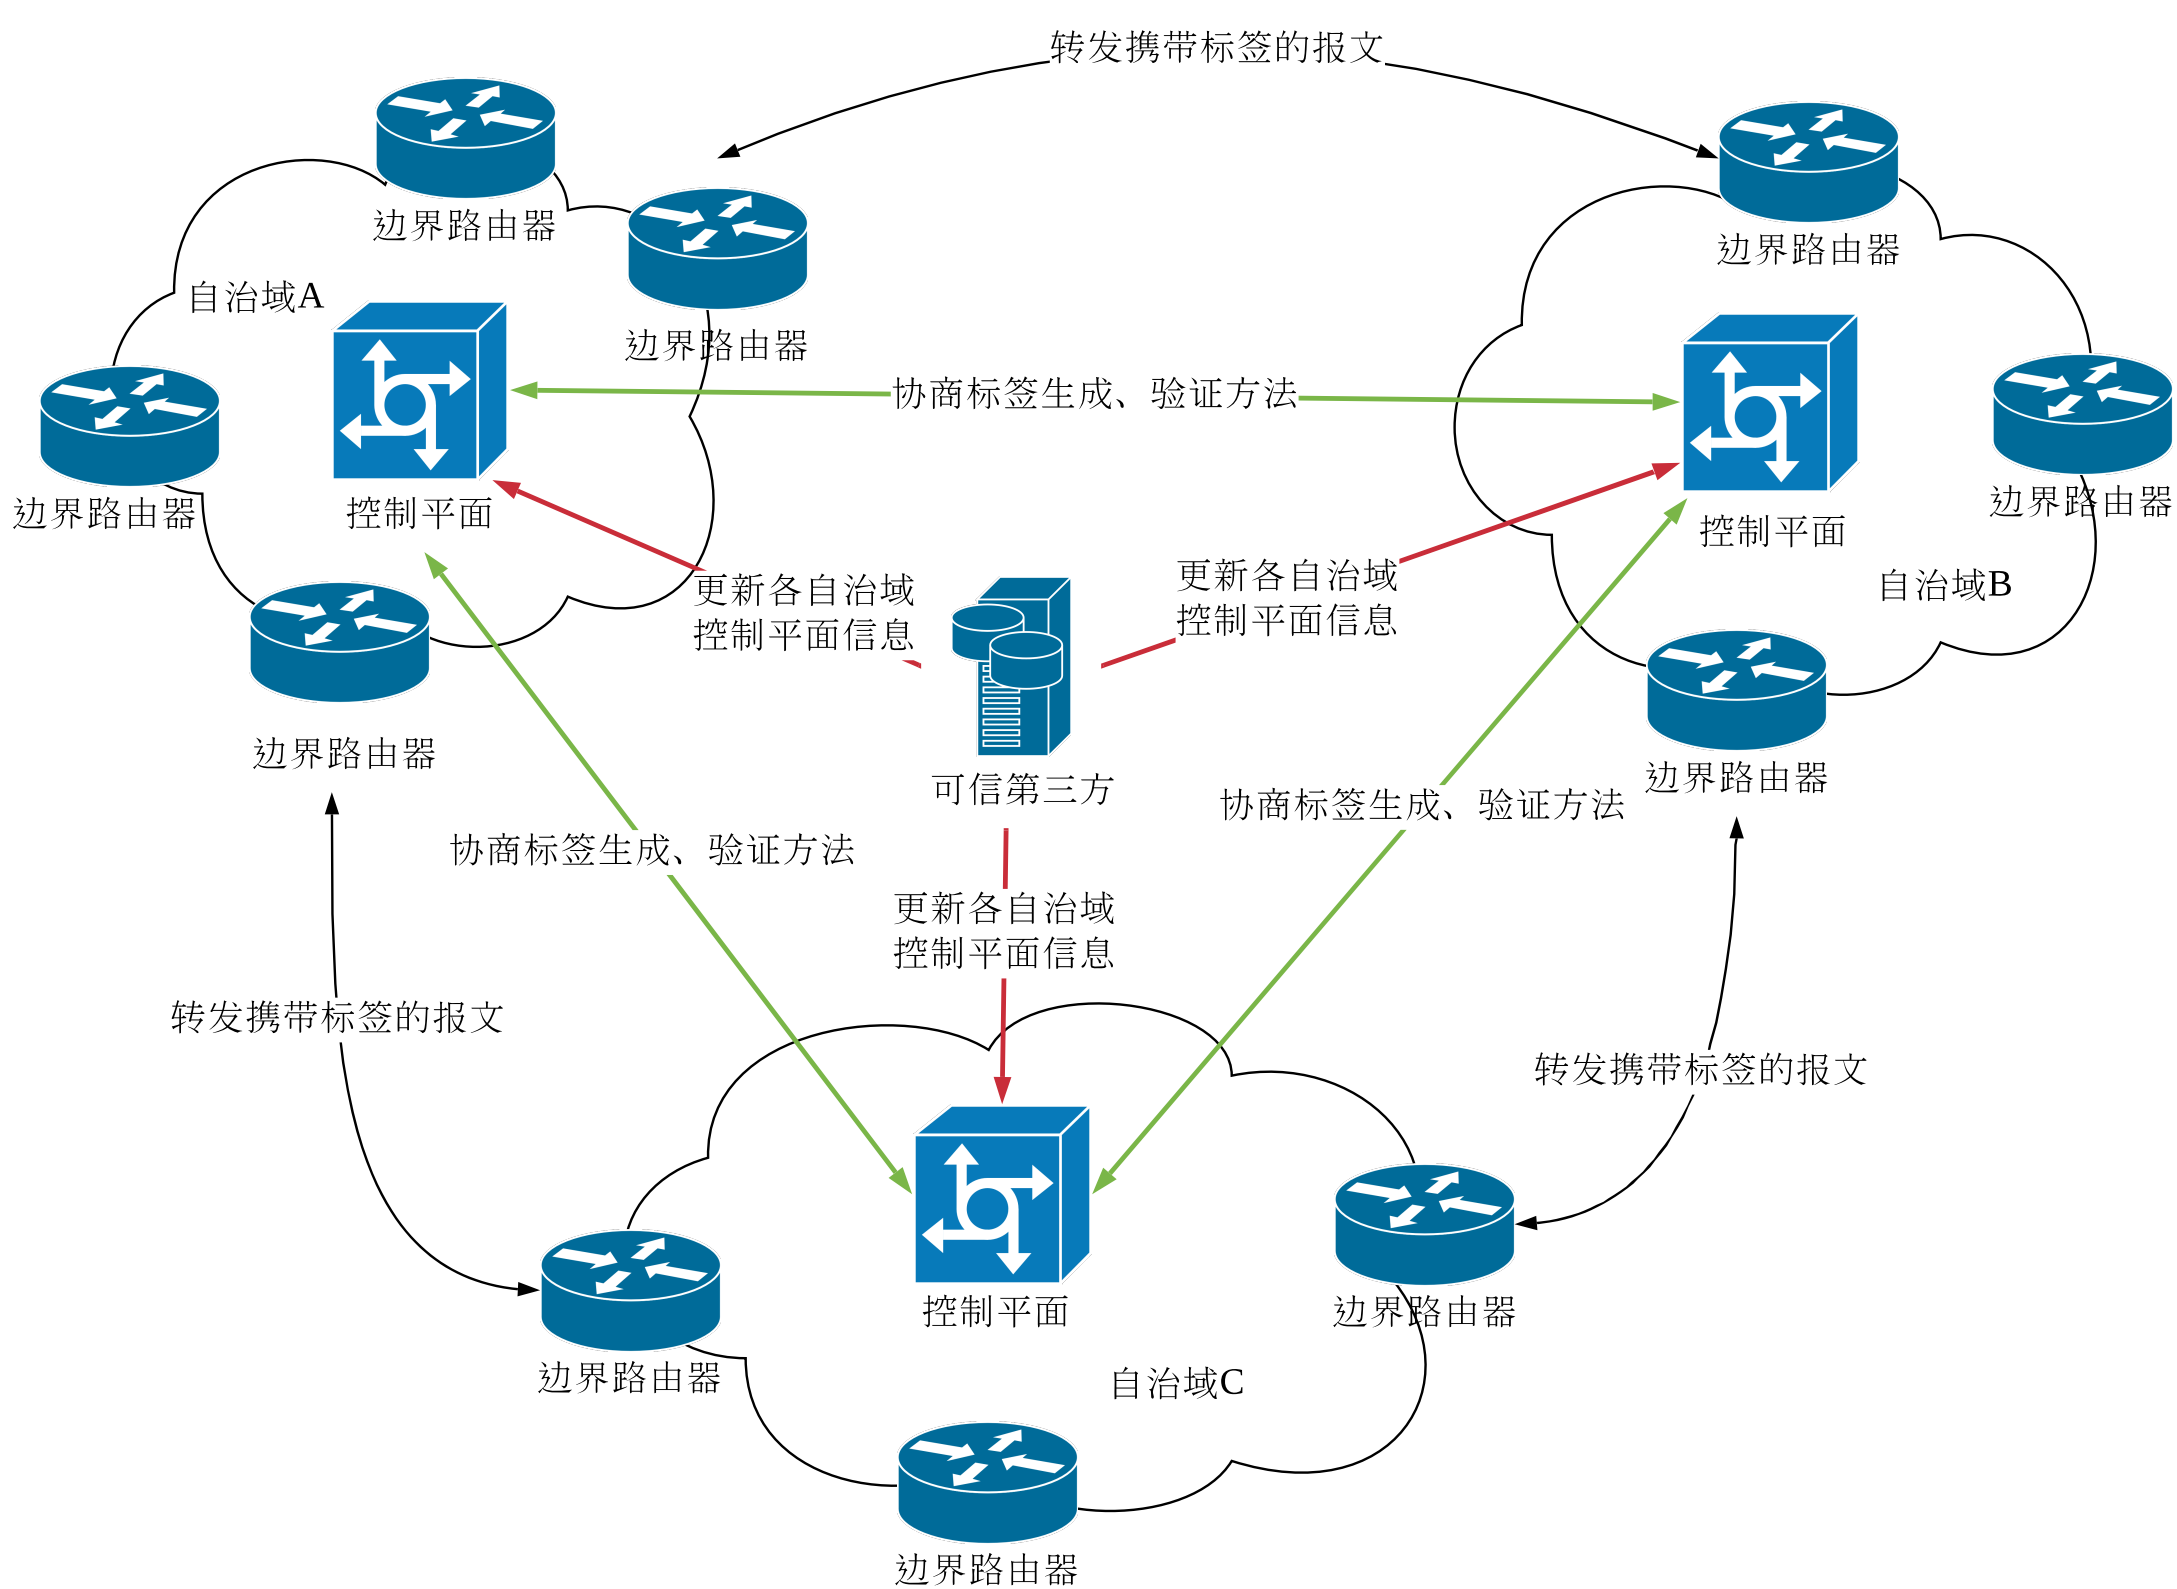 转发携带标签的报文
边界路由器
边界路由器
自治域A
边界路由器
协商标签生成、验证方法
边界路由器
控制平面
边界路由器
控制平面
更新各自治域
控制平面信息
更新各自治域
控制平面信息
自治域B
边界路由器
可信第三方
边界路由器
协商标签生成、验证方法
协商标签生成、验证方法
更新各自治域
控制平面信息
转发携带标签的报文
转发携带标签的报文
控制平面
边界路由器
边界路由器
自治域C
边界路由器